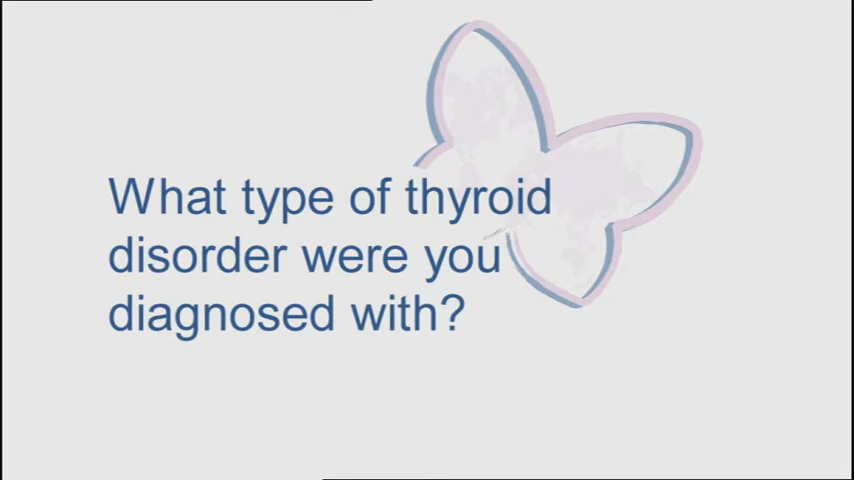 What type of thyroid
disorder were you
diagnosed with?